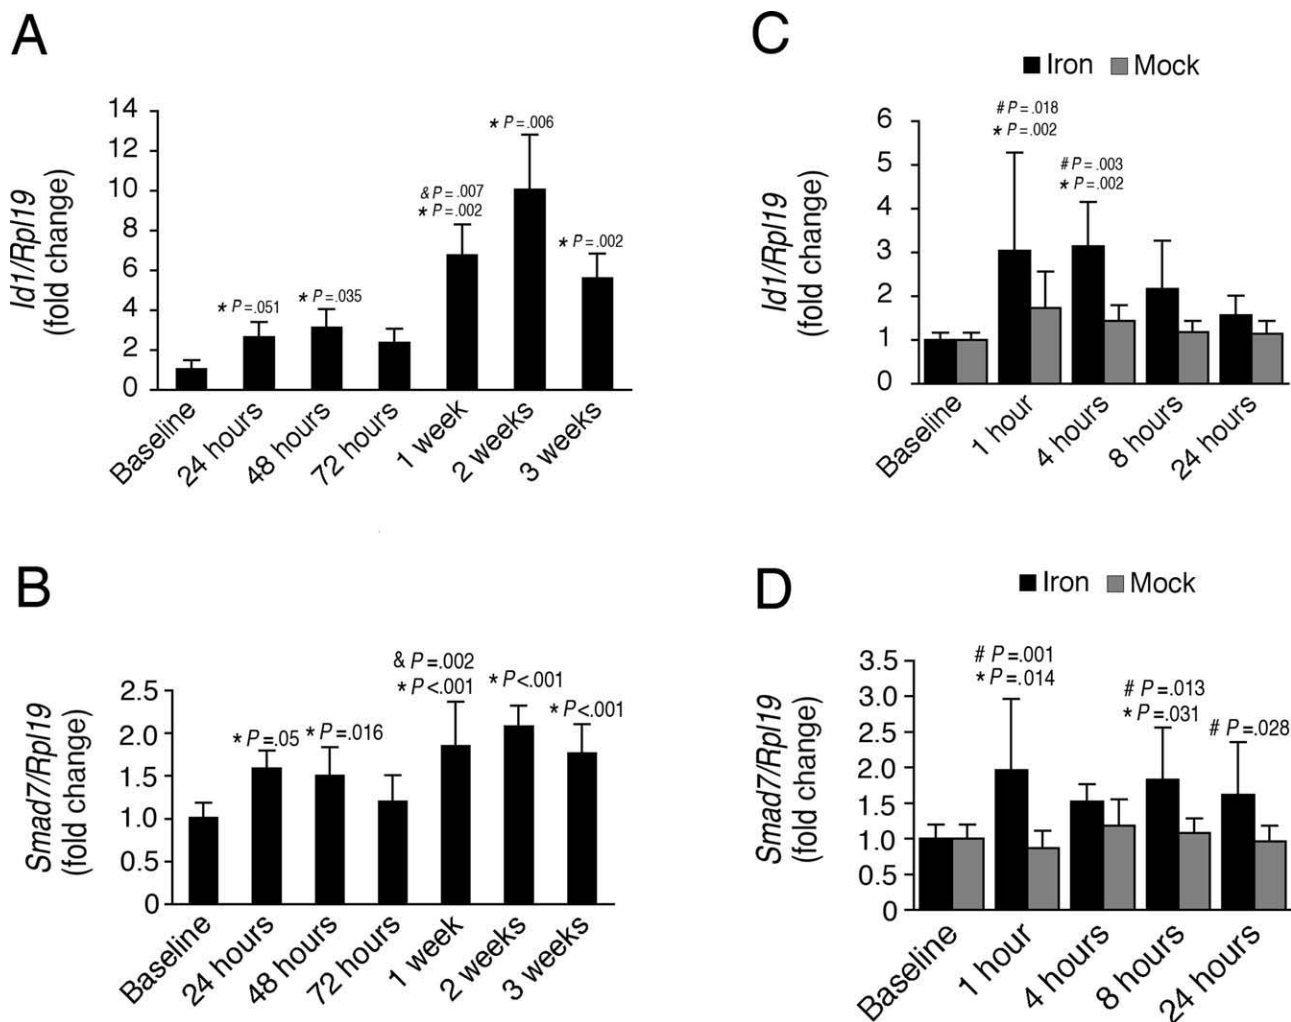 A
Id1/Rpl19
(fold change)
14
12
10
8
6
4
2
0
* P=.051
* P=.035
& P=.007
* P=.002
* P=.006
* P=.002
Baseline
24 hours
48 hours
72 hours
1 week
2 weeks
3 weeks
C
Iron Mock
Id1/Rpl19
(fold change)
6
5
4
3
2
1
0
# P=.018
* P=.002
# P=.003
* P=.002
Baseline
1 hour
4 hours
8 hours
24 hours
B
Smad7/Rpl19
(fold change)
2.5
2.0
1.5
1.0
0.5
0
* P=.05
* P=.016
& P=.002
* P<.001
* P<.001
* P<.001
Baseline
24 hours
48 hours
72 hours
1 week
2 weeks
3 weeks
D
Iron Mock
Smad7/Rpl19
(fold change)
3.5
3.0
2.5
2.0
1.5
1.0
0.5
0
# P=.001
* P=.014
# P=.013
* P=.031
# P=.028
Baseline
1 hour
4 hours
8 hours
24 hours